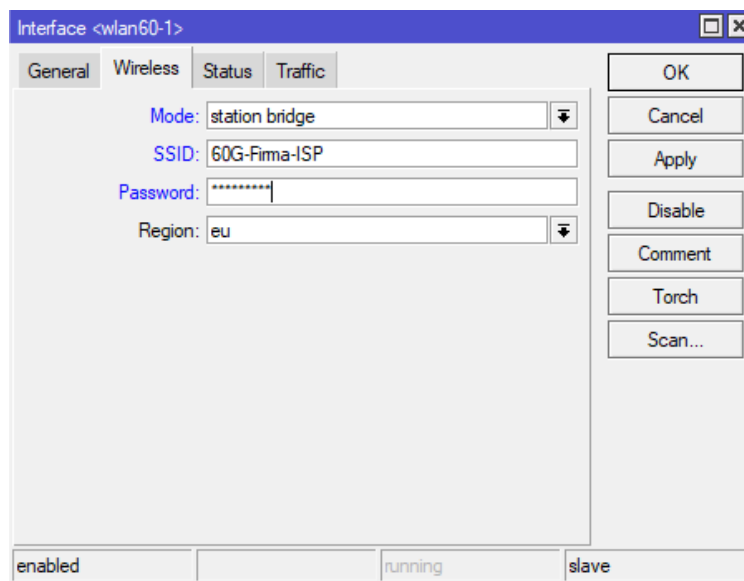 Interface <wlan60-1>
General Wireless Status Traffic
Mode: station bridge
SSID: 60G-Firma-ISP
Password: *********
Region: eu
OK
Cancel
Apply
Disable
Comment
Torch
Scan...
enabled running slave